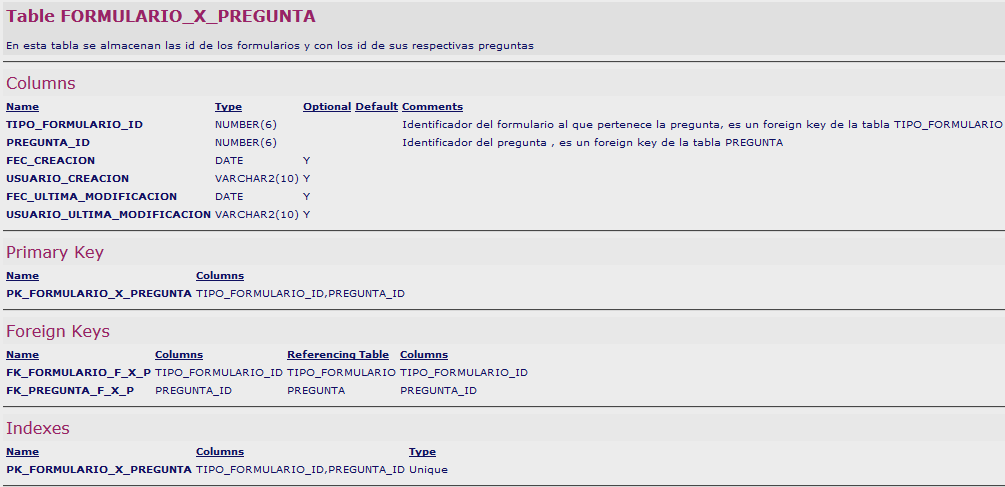 Table FORMULARIO_X_PREGUNTA
En esta tabla se almacenan las id de los formularios y con los id de sus respectivas preguntas
Columns
Name Type Optional Default Comments
TIPO_FORMULARIO_ID NUMBER(6) Identificador del formulario al que pertenece la pregunta, es un foreign key de la tabla TIPO_FORMULARIO
PREGUNTA_ID NUMBER(6) Identificador del pregunta , es un foreign key de la tabla PREGUNTA
FEC_CREACION DATE Y
USUARIO_CREACION VARCHAR2(10) Y
FEC_ULTIMA_MODIFICACION DATE Y
USUARIO_ULTIMA_MODIFICACION VARCHAR2(10) Y
Primary Key
Name Columns
PK_FORMULARIO_X_PREGUNTA TIPO_FORMULARIO_ID,PREGUNTA_ID
Foreign Keys
Name Columns Referencing Table Columns
FK_FORMULARIO_F_X_P TIPO_FORMULARIO_ID TIPO_FORMULARIO TIPO_FORMULARIO_ID
FK_PREGUNTA_F_X_P PREGUNTA_ID PREGUNTA PREGUNTA_ID
Indexes
Name Columns Type
PK_FORMULARIO_X_PREGUNTA TIPO_FORMULARIO_ID,PREGUNTA_ID Unique